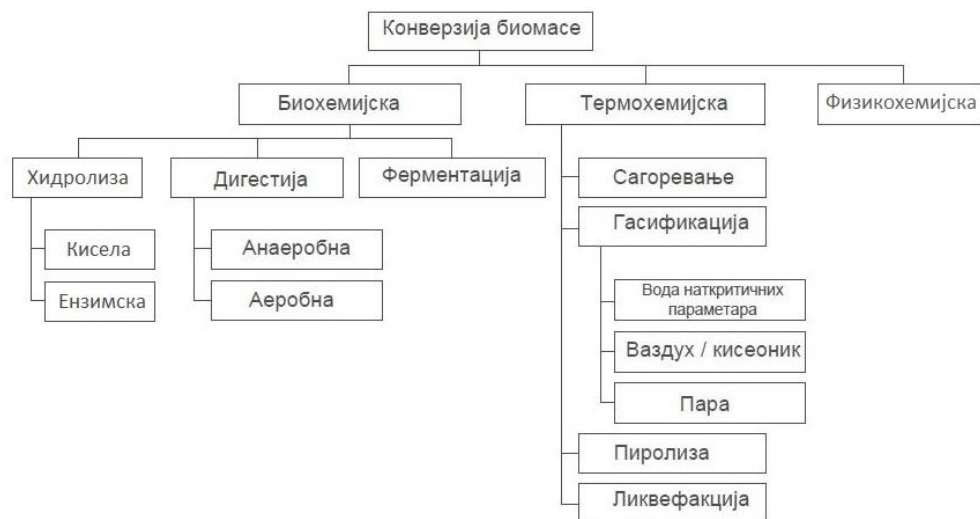 Конверзија биомасе
Биохемијска
Термохемијска
Физикохемијска
Хидролиза
Дигестија
Ферментација
Сагоревање
Гасификација
Кисела
Анаеробна
Ензимска
Аеробна
Вода наткритичних
параметара
Ваздух / кисеоник
Пара
Пиролиза
Ликвефакција